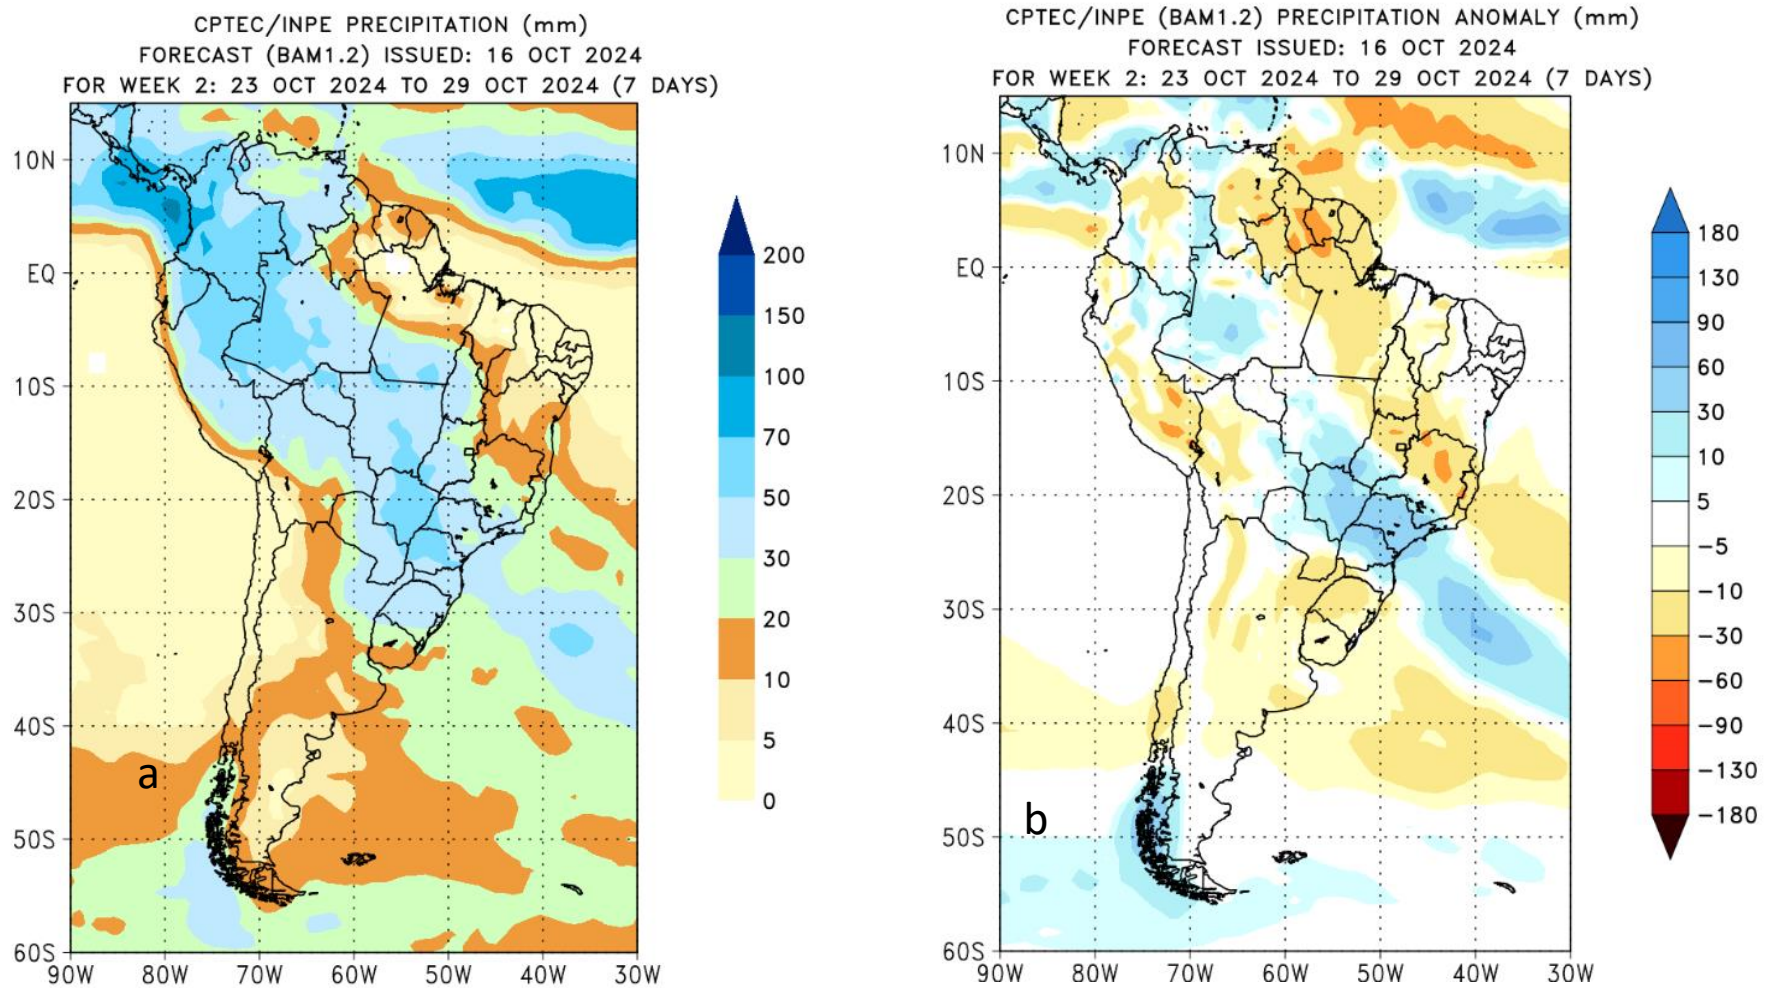 CPTEC/INPE PRECIPITATION (mm)
FORECAST (BAM1.2) ISSUED: 16 OCT 2024
FOR WEEK 2: 23 OCT 2024 TO 29 OCT 2024 (7 DAYS)
10N
EQ
10S
20S
30S
40S
50S
60S
90W 80W 70W 60W 50W 40W 30W
a
200
150
100
70
50
30
20
10
5
0
CPTEC/INPE (BAM1.2) PRECIPITATION ANOMALY (mm)
FORECAST ISSUED: 16 OCT 2024
FOR WEEK 2: 23 OCT 2024 TO 29 OCT 2024 (7 DAYS)
10N
EQ
10S
20S
30S
40S
50S
60S
90W 80W 70W 60W 50W 40W 30W
b
180
130
90
60
30
10
5
−5
−10
−30
−60
−90
−130
−180